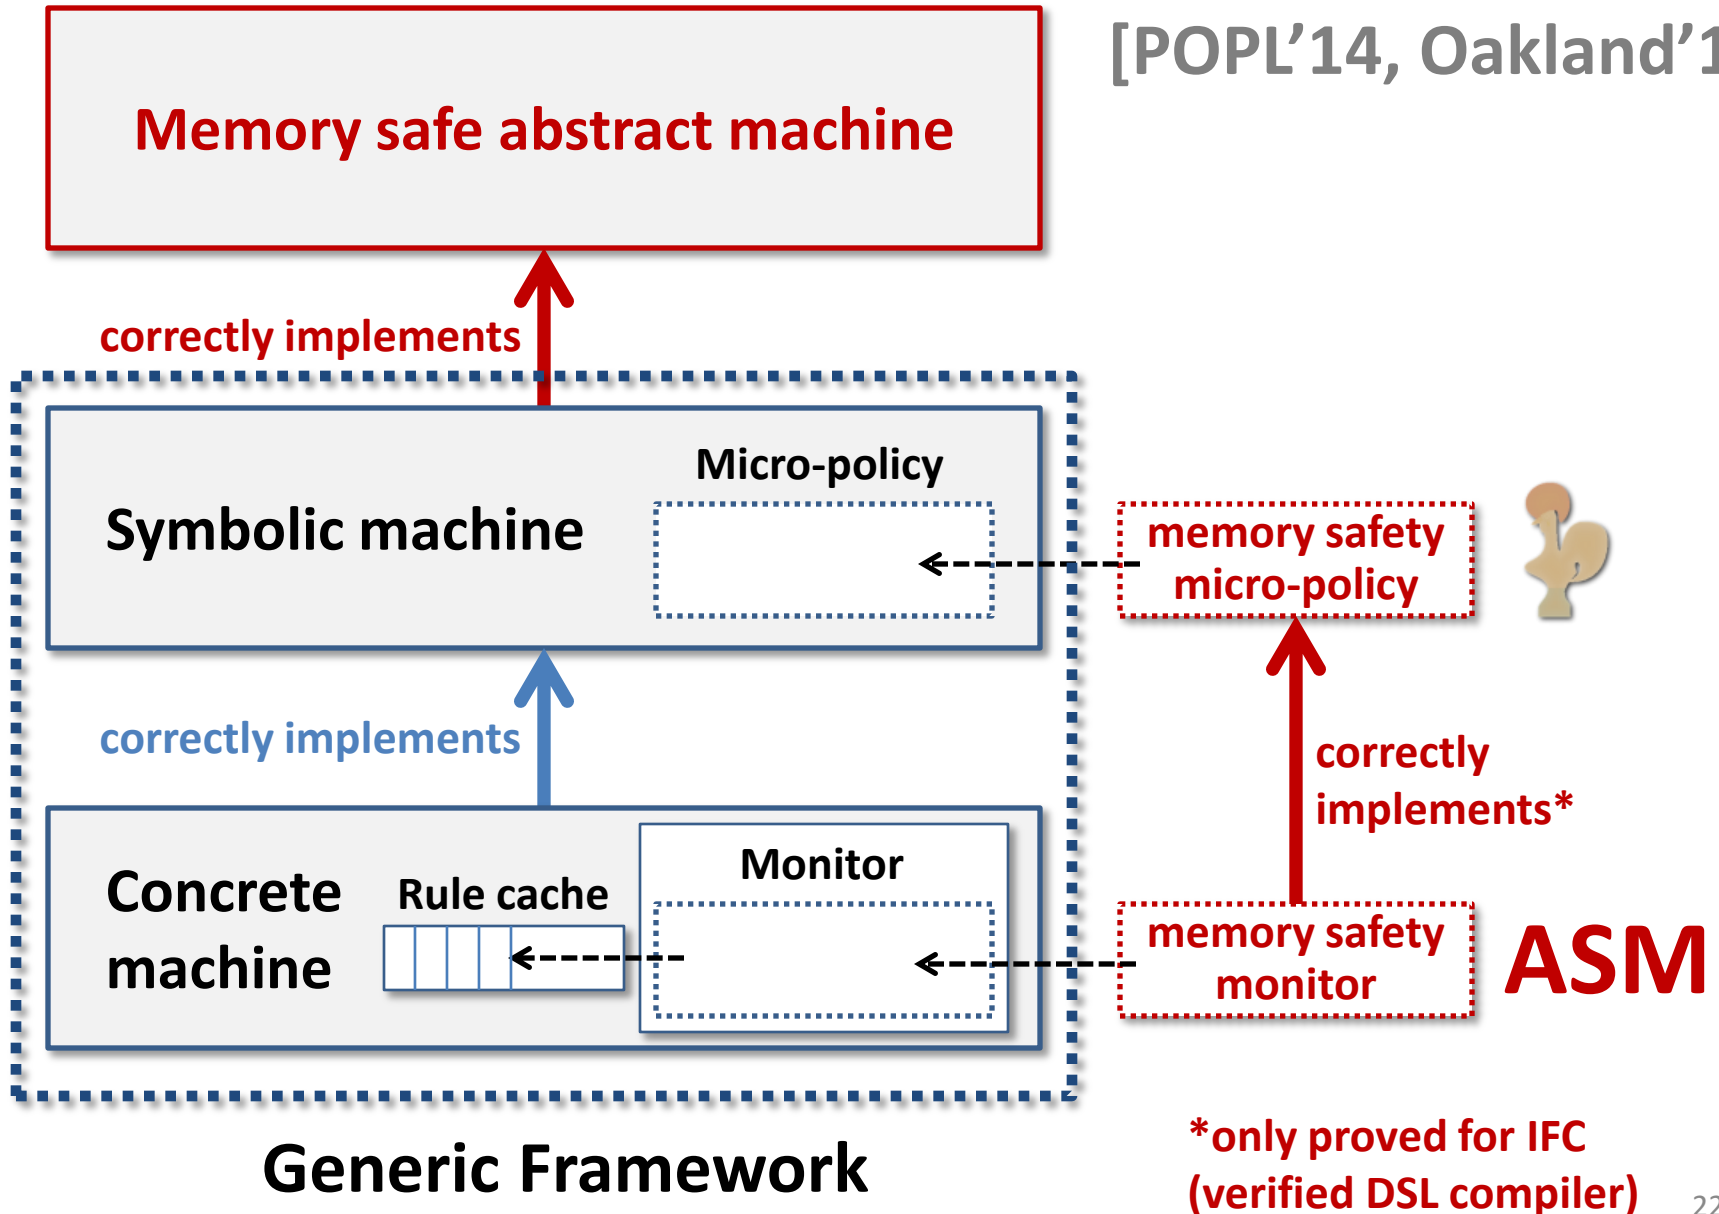 [POPL’14, Oakland’1
Memory safe abstract machine
correctly implements
Micro-policy
Symbolic machine
memory safety
micro-policy
correctly implements
correctly
implements*
Monitor
Concrete
machine
Rule cache
memory safety
monitor
ASM
Generic Framework
*only proved for IFC
(verified DSL compiler)
22